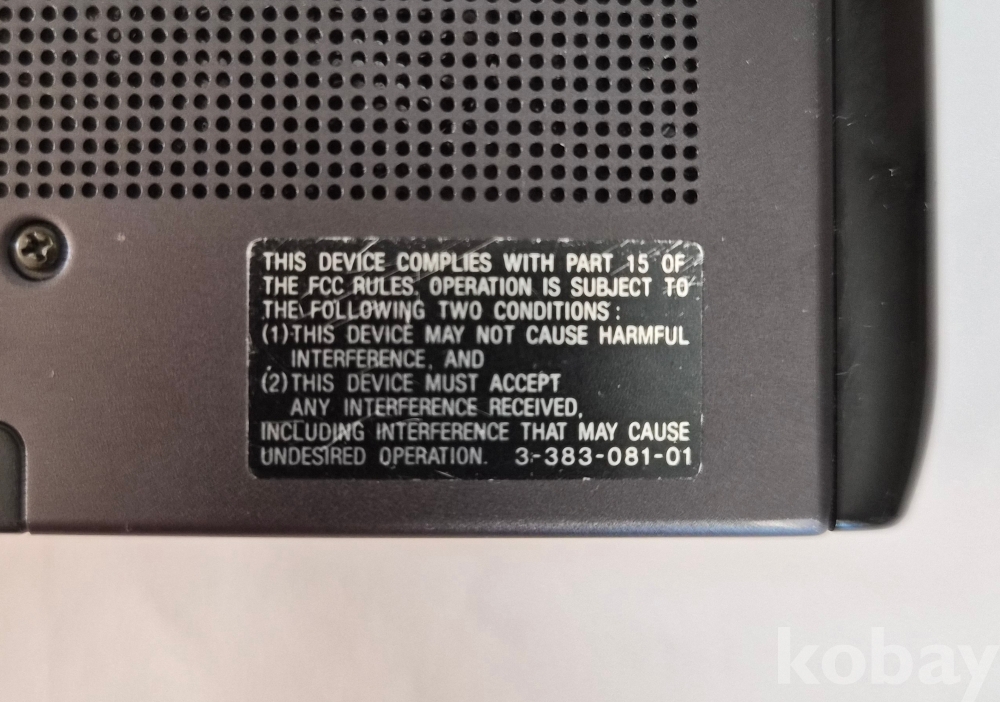 THIS DEVICE COMPLIES WITH PART 15 OF
THE FCC RULES. OPERATION IS SUBJECT TO
THE FOLLOWING TWO CONDITIONS :
(1)THIS DEVICE MAY NOT CAUSE HARMFUL
INTERFERENCE, AND
(2)THIS DEVICE MUST ACCEPT
ANY INTERFERENCE RECEIVED,
INCLUDING INTERFERENCE THAT MAY CAUSE
UNDESIRED OPERATION. 3-383-081-01
kobay